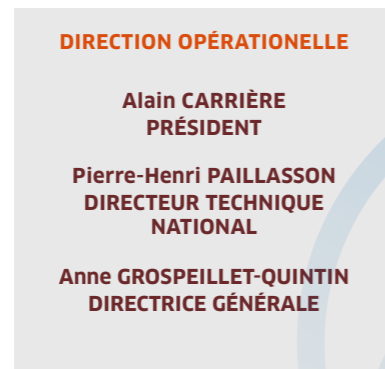 DIRECTION OPÉRATIONELLE
Alain CARRIÈRE
PRÉSIDENT
Pierre-Henri PAILLASSON
DIRECTEUR TECHNIQUE
NATIONAL
Anne GROSPEILLET-QUINTIN
DIRECTRICE GÉNÉRALE